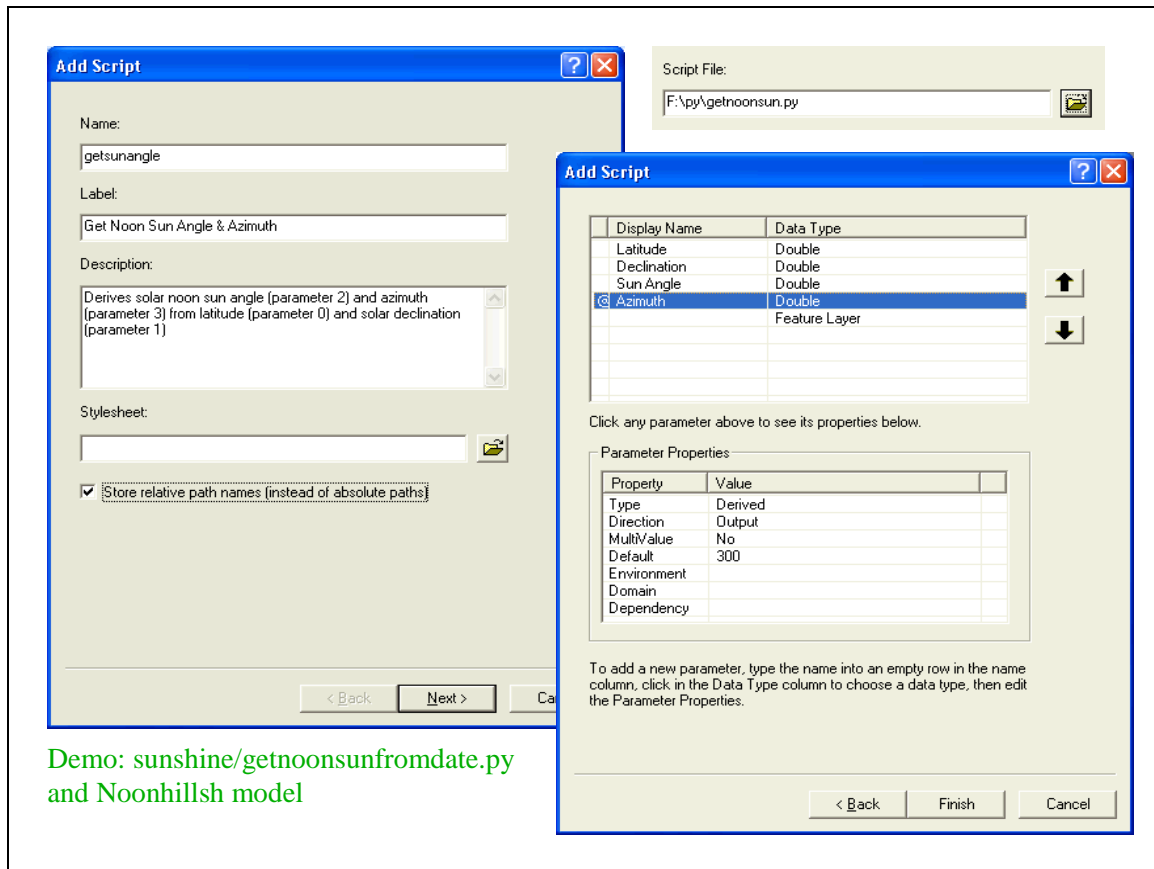 Add Script
Name:
getsunangle
Label:
Get Noon Sun Angle & Azimuth
Description:
Derives solar noon sun angle (parameter 2) and azimuth
(parameter 3) from latitude (parameter 0) and solar declination
(parameter 1)
Stylesheet:
Store relative path names (instead of absolute paths)
< Back
Next >
Script File:
F:\py\getnoonsun.py
Add Script
Display Name Data Type
Latitude Double
Declination Double
Sun Angle Double
Azimuth Double
Feature Layer
Click any parameter above to see its properties below.
Parameter Properties
Property Value
Type Derived
Direction Output
MultiValue No
Default 300
Environment
Domain
Dependency
To add a new parameter, type the name into an empty row in the name
column, click in the Data Type column to choose a data type, then edit
the Parameter Properties.
< Back
Finish
Cancel
Demo: sunshine/getnoonsunfromdate.py
and Noonhillsh model